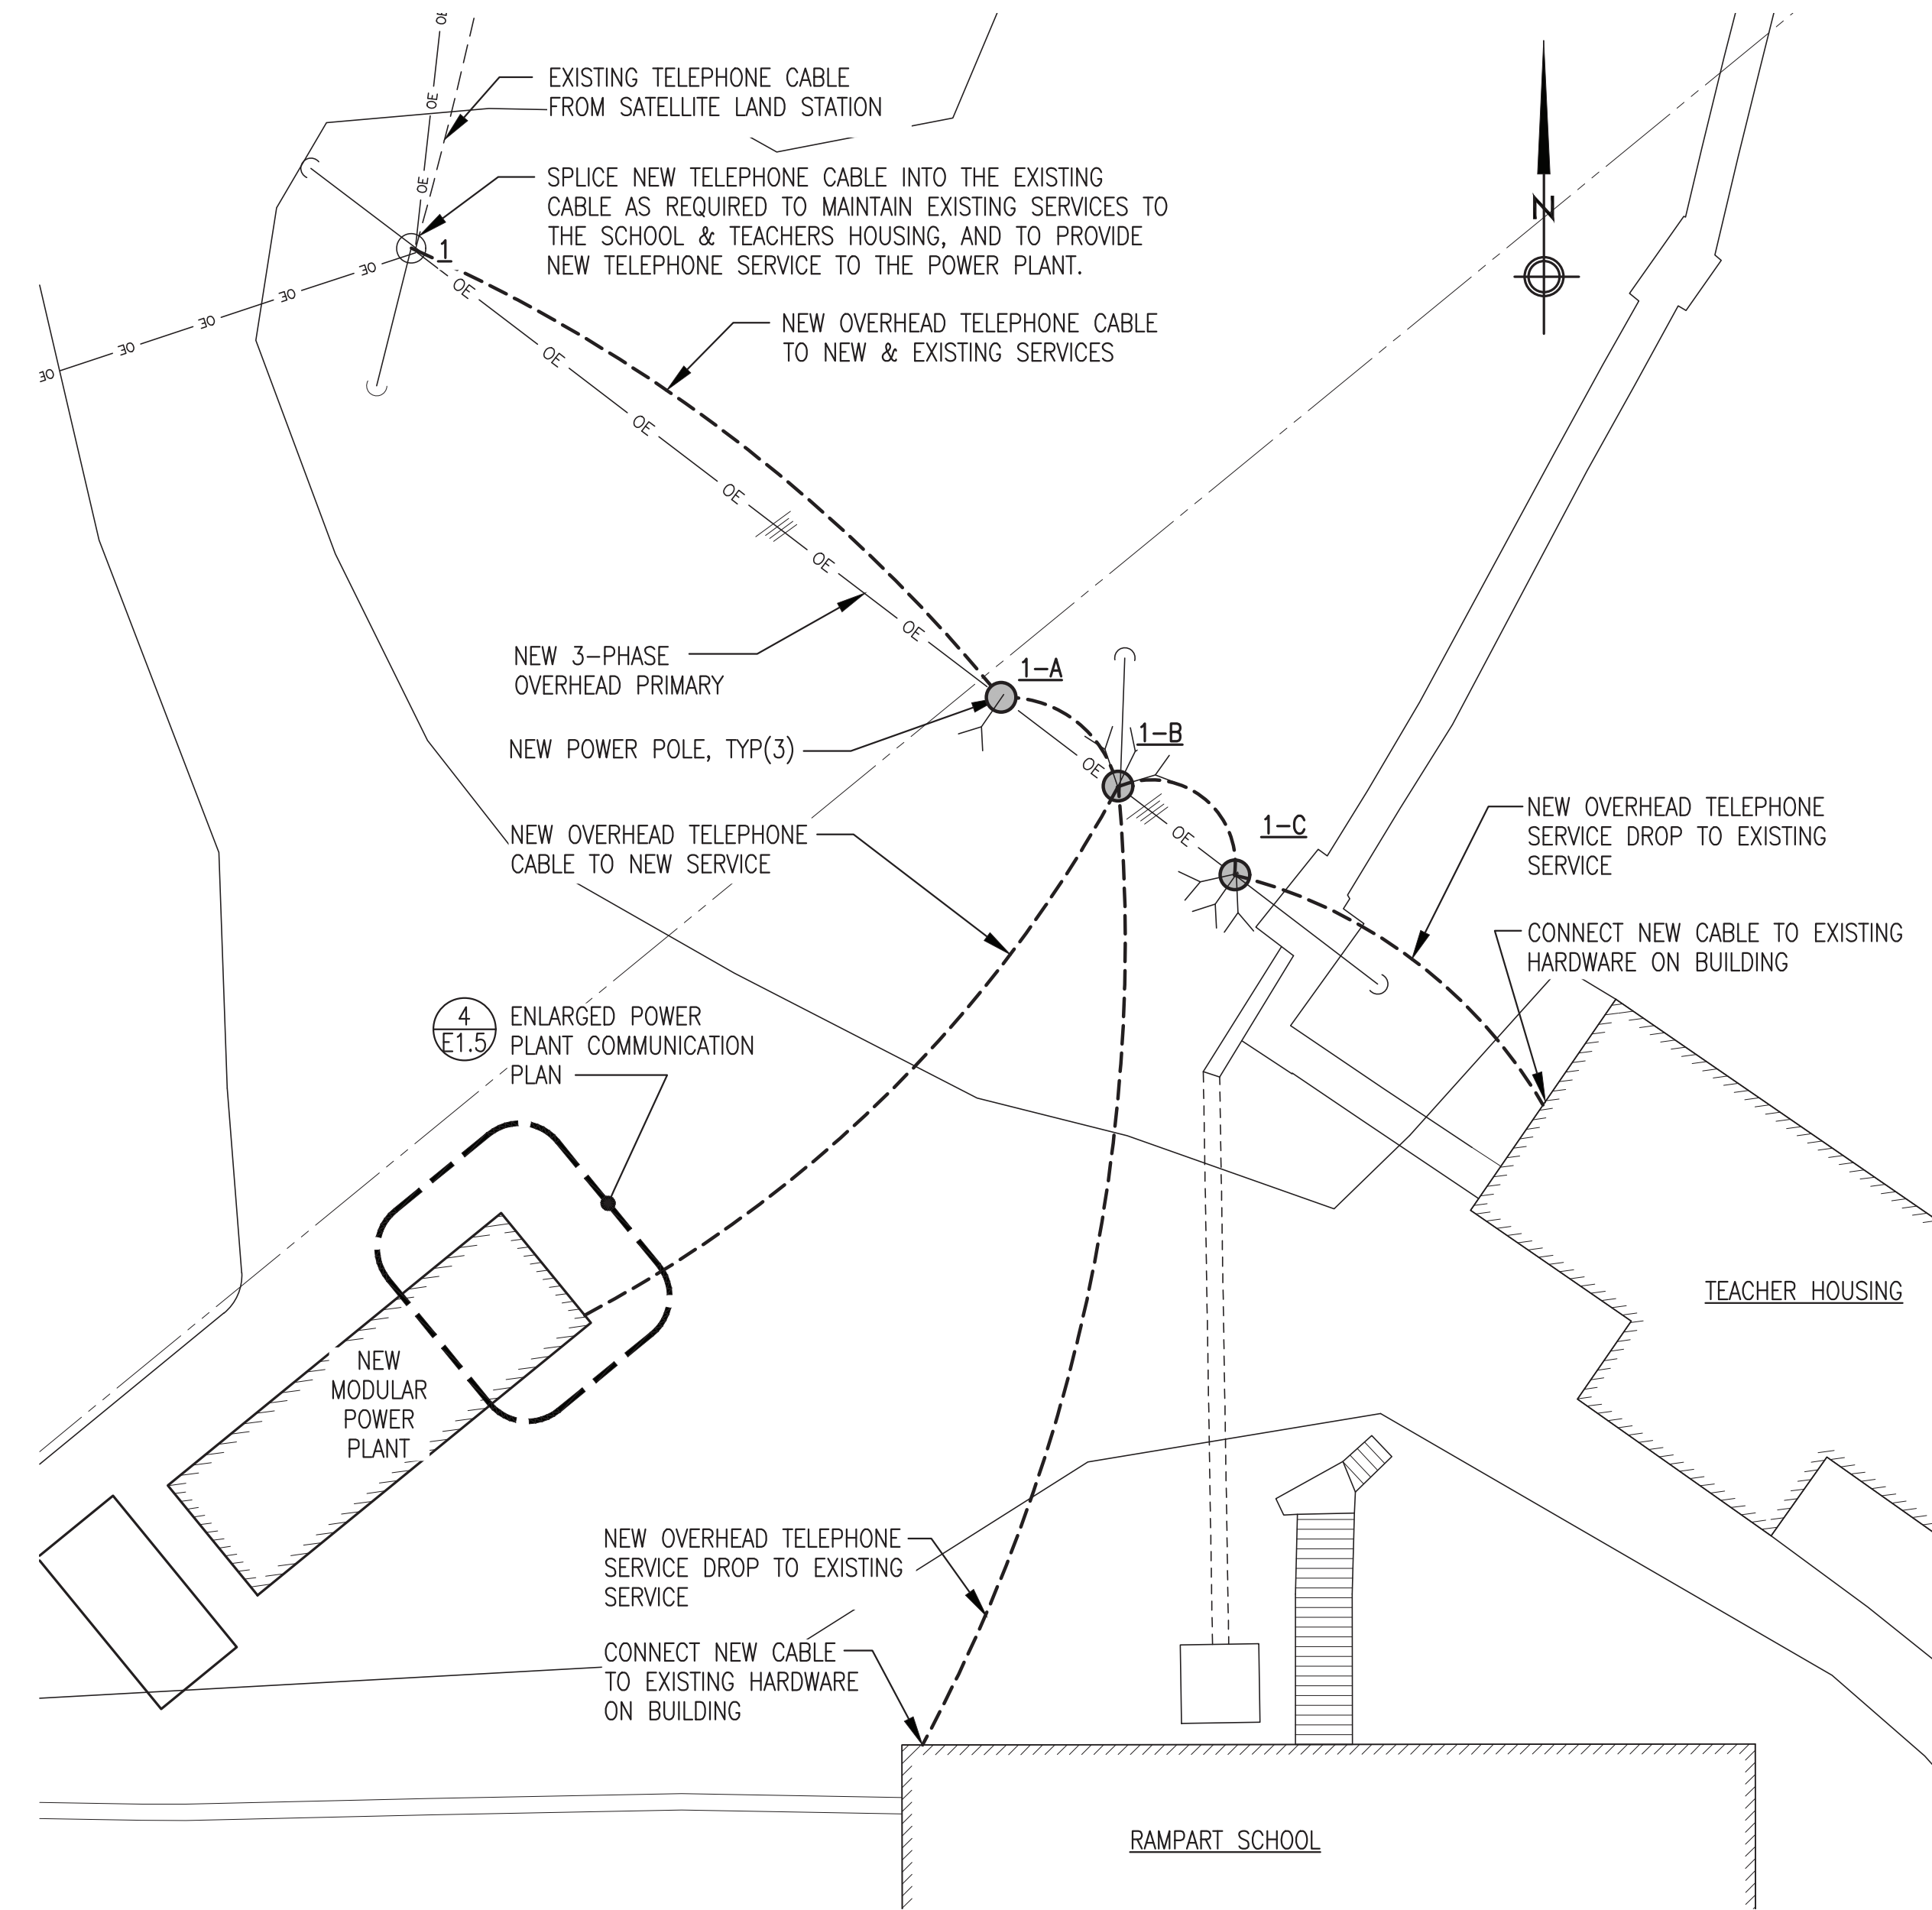 OE
EXISTING TELEPHONE CABLE
FROM SATELLITE LAND STATION
OE
OE
SPLICE NEW TELEPHONE CABLE INTO THE EXISTING
CABLE AS REQUIRED TO MAINTAIN EXISTING SERVICES TO
THE SCHOOL & TEACHERS HOUSING, AND TO PROVIDE
NEW TELEPHONE SERVICE TO THE POWER PLANT.
N
1
OE
OE
OE
OE
OE
OE
NEW OVERHEAD TELEPHONE CABLE
TO NEW & EXISTING SERVICES
OE
OE
OE
OE
OE
NEW 3-PHASE
OVERHEAD PRIMARY
1-A
NEW POWER POLE, TYP(3)
1-B
OE
NEW OVERHEAD TELEPHONE
CABLE TO NEW SERVICE
OE
1-C
NEW OVERHEAD TELEPHONE
SERVICE DROP TO EXISTING
SERVICE
CONNECT NEW CABLE TO EXISTING
HARDWARE ON BUILDING
4
E1.5
ENLARGED POWER
PLANT COMMUNICATION
PLAN
TEACHER HOUSING
NEW
MODULAR
POWER
PLANT
NEW OVERHEAD TELEPHONE
SERVICE DROP TO EXISTING
SERVICE
CONNECT NEW CABLE
TO EXISTING HARDWARE
ON BUILDING
RAMPART SCHOOL